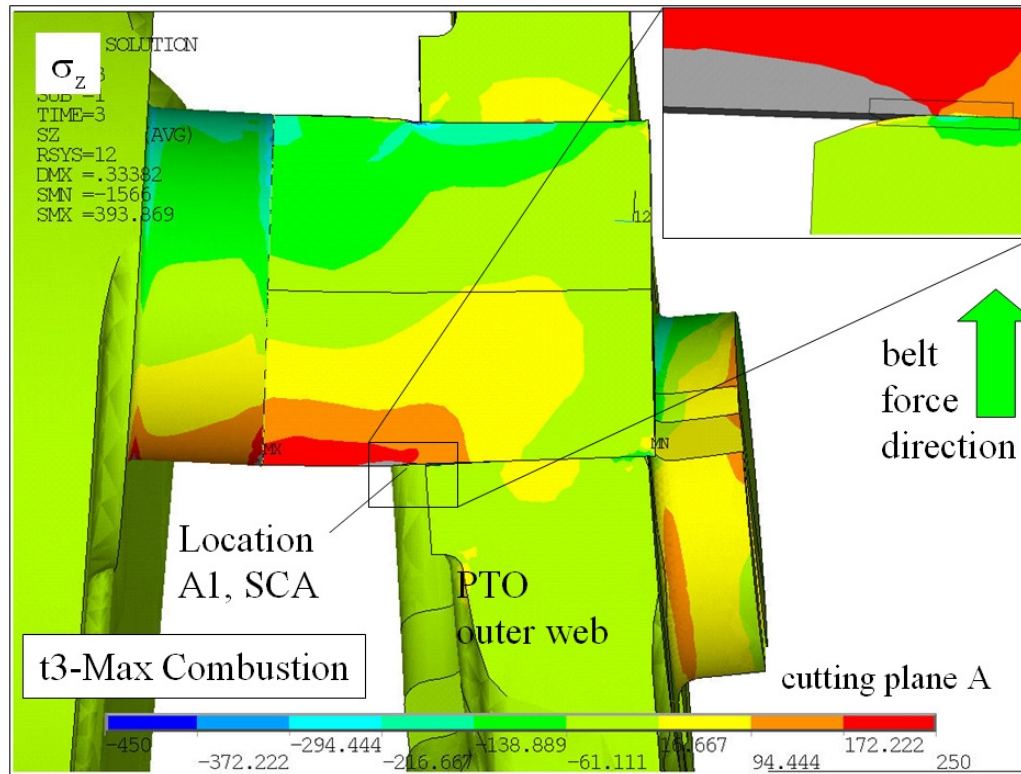 SOLUTION
σz
SUB =1
TIME=3
SZ (AVG)
RSYS=12
DMX =.33382
SMN =-1566
SMX =393.869
12
belt
force
direction
MX
MN
Location
A1, SCA
PTO
outer web
t3-Max Combustion
cutting plane A
-450 -294.444 -138.889 16.667 172.222
-372.222 -216.667 -61.111 94.444 250